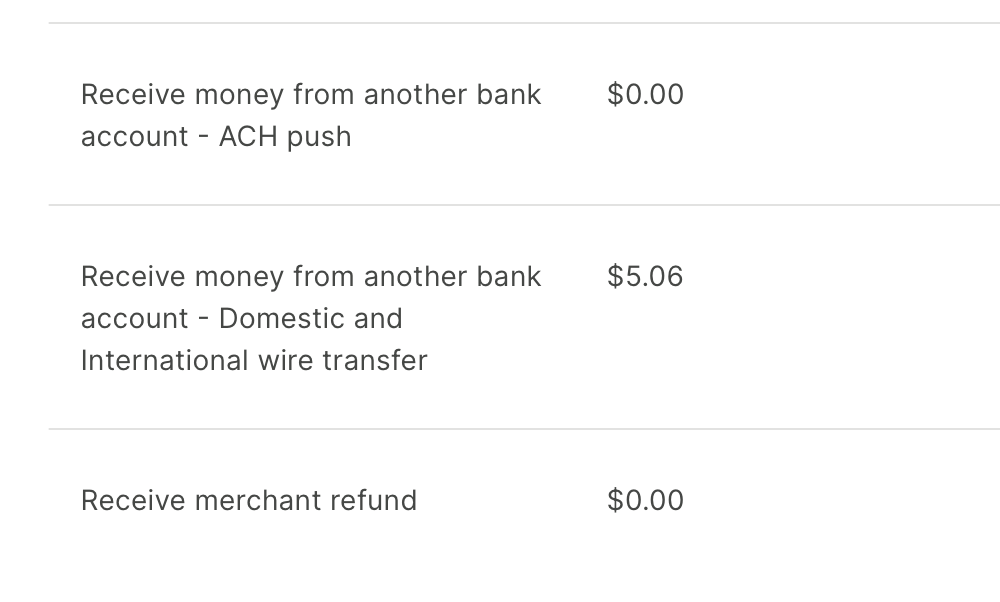 Receive money from another bank $0.00
account - ACH push
Receive money from another bank $5.06
account - Domestic and
International wire transfer
Receive merchant refund $0.00